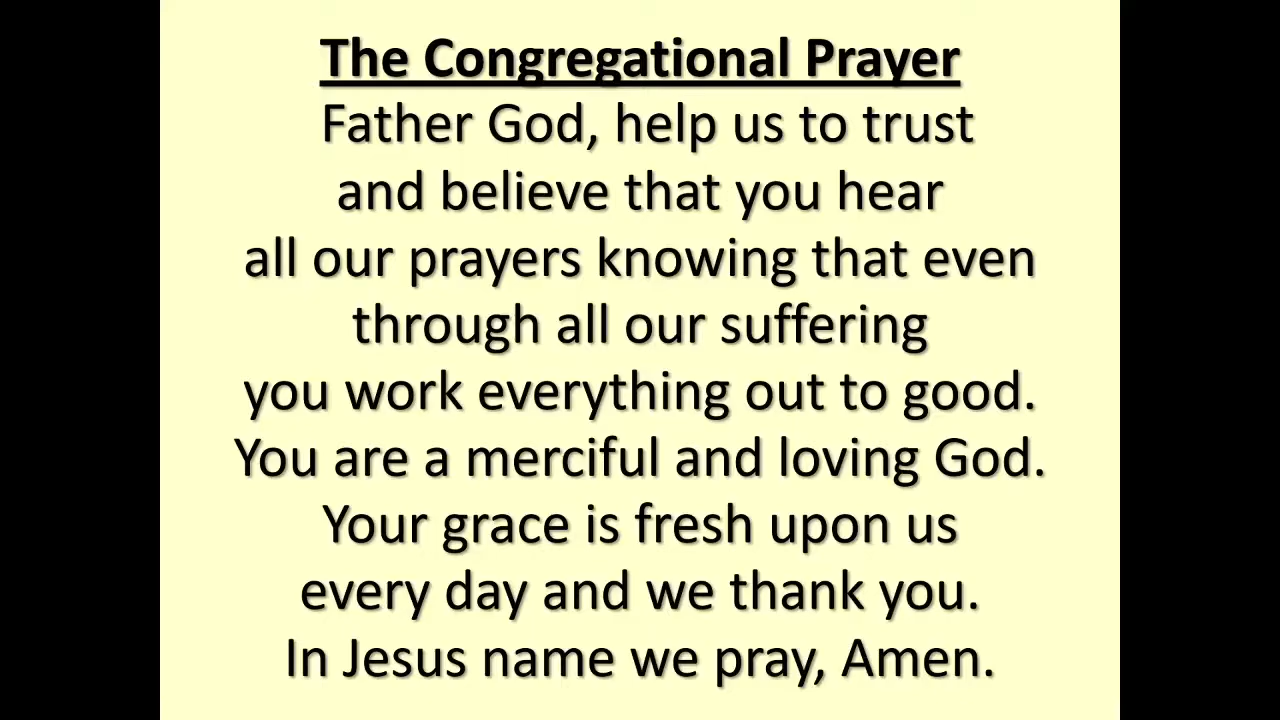 The Congregational Prayer
Father God, help us to trust
and believe that you hear
all our prayers knowing that even
through all our suffering
you work everything out to good.
You are a merciful and loving God.
Your grace is fresh upon us
every day and we thank you.
In Jesus name we pray, Amen.